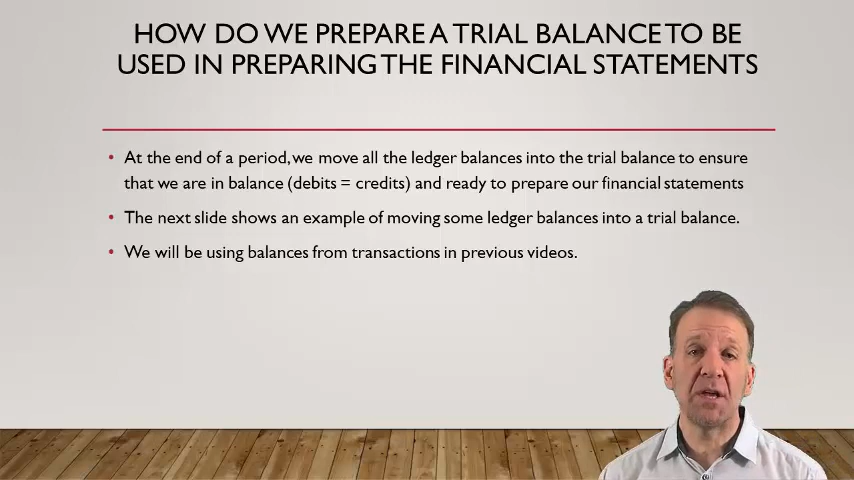 HOW DO WE PREPARE A TRIAL BALANCE TO BE
USED IN PREPARING THE FINANCIAL STATEMENTS
• At the end of a period, we move all the ledger balances into the trial balance to ensure
that we are in balance (debits = credits) and ready to prepare our financial statements
• The next slide shows an example of moving some ledger balances into a trial balance.
• We will be using balances from transactions in previous videos.